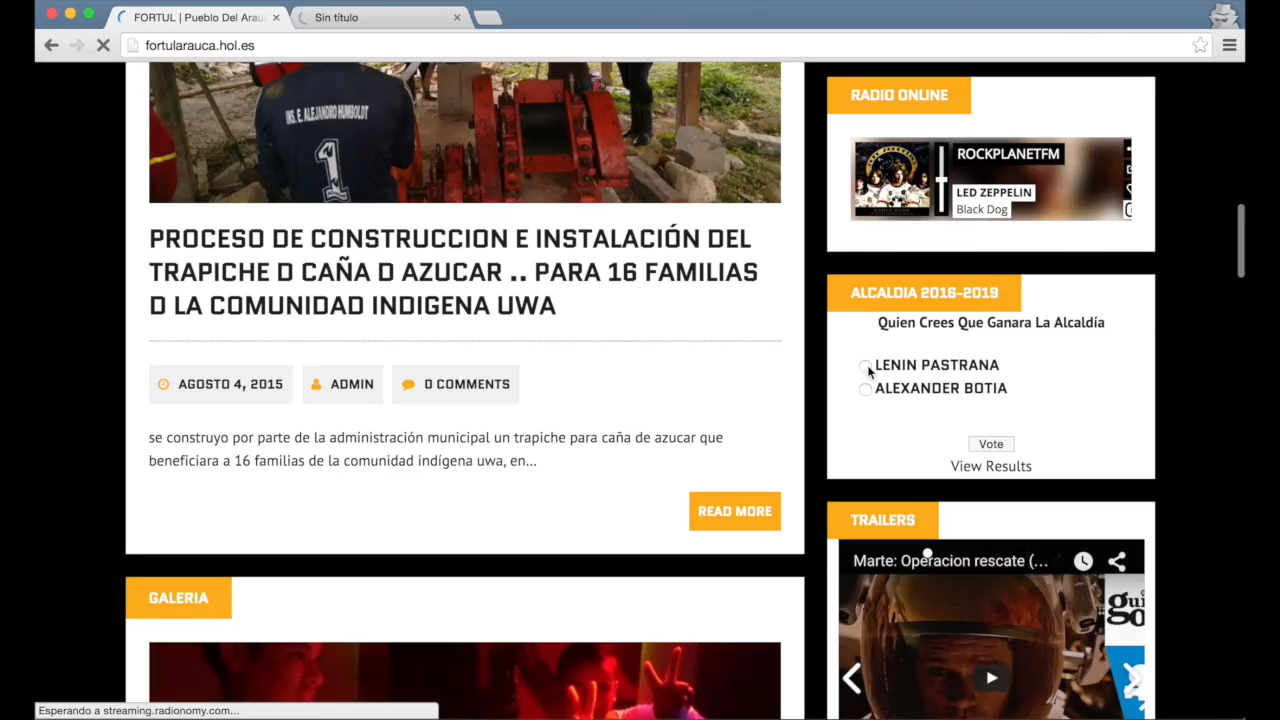 FORTUL | Pueblo Del Arau
Sin título
fortularauca.hol.es
INS. E. ALEJANDRO HUMBOLDT
1
PROCESO DE CONSTRUCCION E INSTALACIÓN DEL
TRAPICHE D CAÑA D AZUCAR .. PARA 16 FAMILIAS
D LA COMUNIDAD INDIGENA UWA
AGOSTO 4, 2015
ADMIN
0 COMMENTS
se construyo por parte de la administración municipal un trapiche para caña de azucar que
beneficiara a 16 familias de la comunidad indígena uwa, en...
READ MORE
GALERIA
RADIO ONLINE
ROCKPLANETFM
LED ZEPPELIN
Black Dog
ALCALDIA 2016-2019
Quien Crees Que Ganara La Alcaldía
LENIN PASTRANA
ALEXANDER BOTIA
Vote
View Results
TRAILERS
Marte: Operacion rescate (...
Esperando a streaming.radionomy.com...